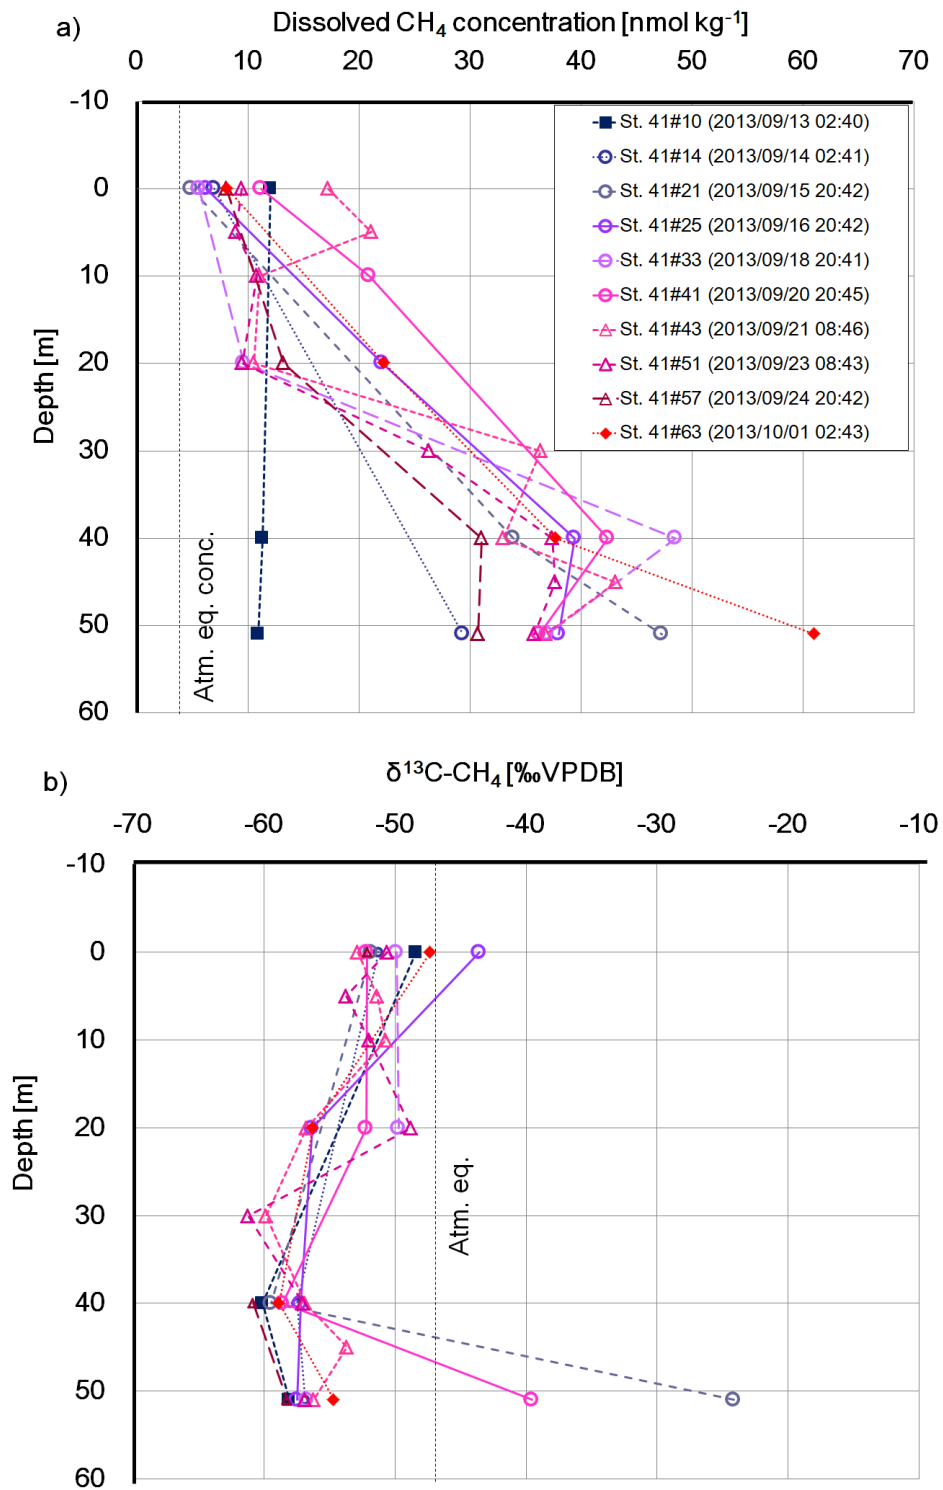 a)
Dissolved CH₄ concentration [nmol kg⁻¹]
0 10 20 30 40 50 60 70
-10
0
10
20
30
40
50
60
Depth [m]
Atm. eq. conc.
St. 41#10 (2013/09/13 02:40)
St. 41#14 (2013/09/14 02:41)
St. 41#21 (2013/09/15 20:42)
St. 41#25 (2013/09/16 20:42)
St. 41#33 (2013/09/18 20:41)
St. 41#41 (2013/09/20 20:45)
St. 41#43 (2013/09/21 08:46)
St. 41#51 (2013/09/23 08:43)
St. 41#57 (2013/09/24 20:42)
St. 41#63 (2013/10/01 02:43)
b)
δ¹³C-CH₄ [‰VPDB]
-70 -60 -50 -40 -30 -20 -10
-10
0
10
20
30
40
50
60
Depth [m]
Atm. eq.